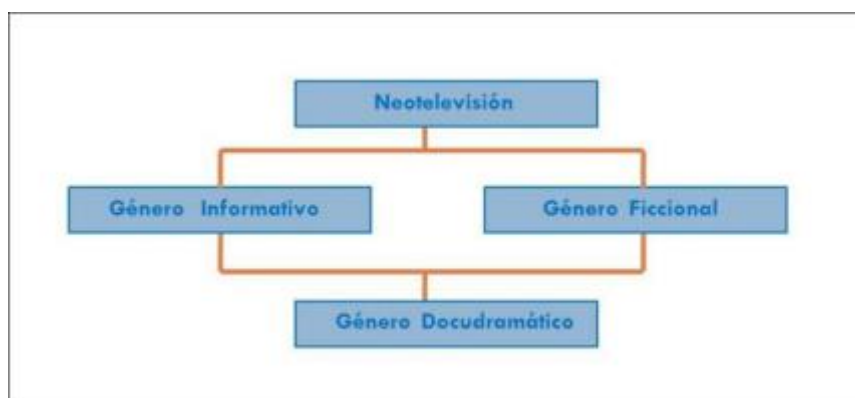 Neotelevisión
Género Informativo
Género Ficcional
Género Docudramático